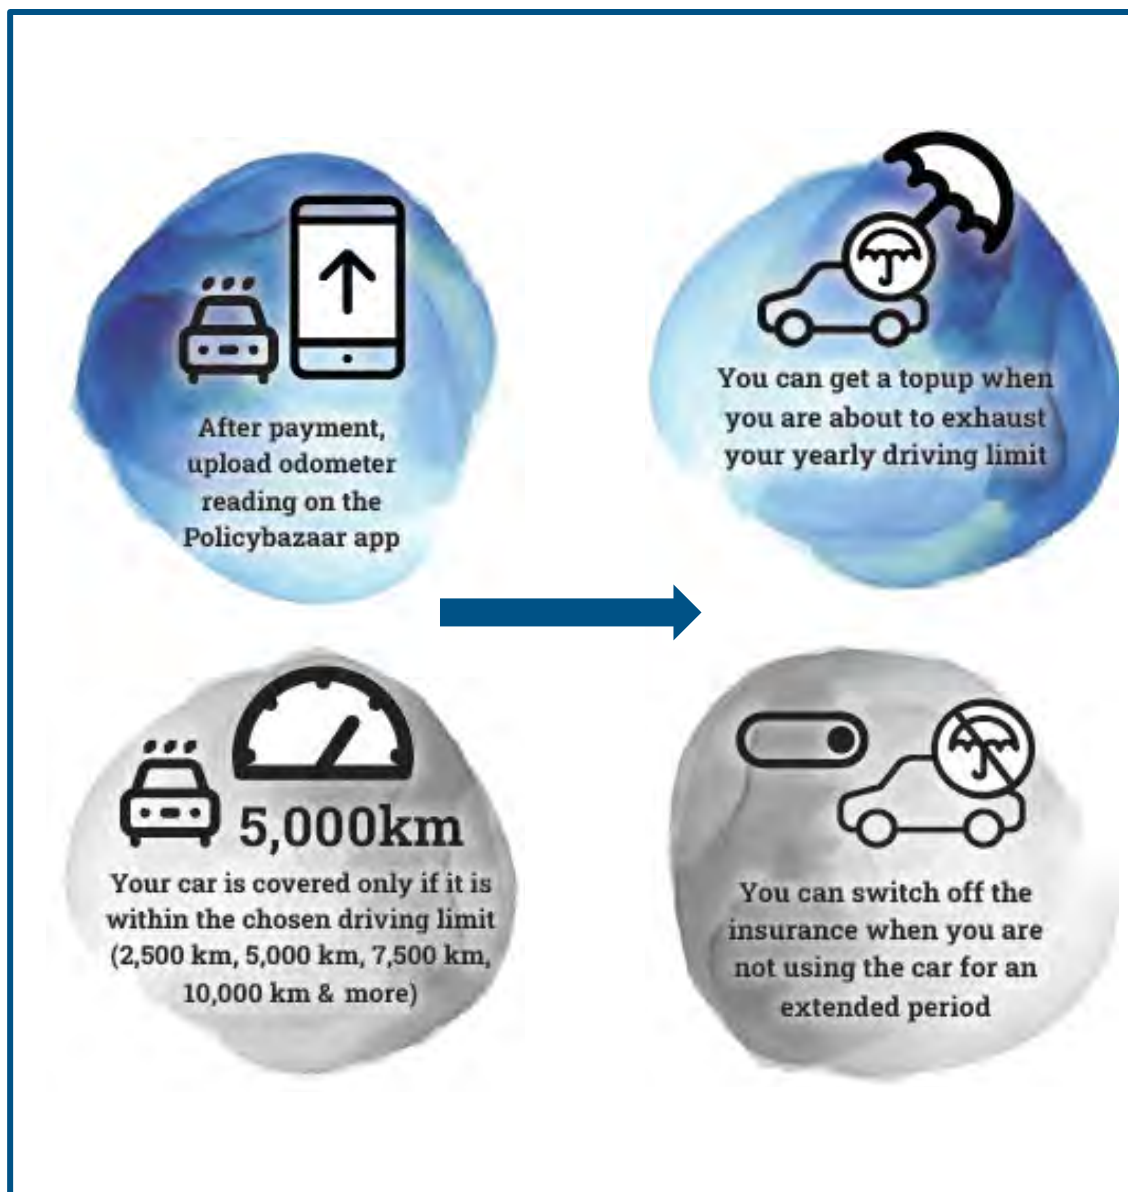 After payment,
upload odometer
reading on the
Policybazaar app
You can get a topup when
you are about to exhaust
your yearly driving limit
5,000km
Your car is covered only if it is
within the chosen driving limit
(2,500 km, 5,000 km, 7,500 km,
10,000 km & more)
You can switch off the
insurance when you are
not using the car for an
extended period